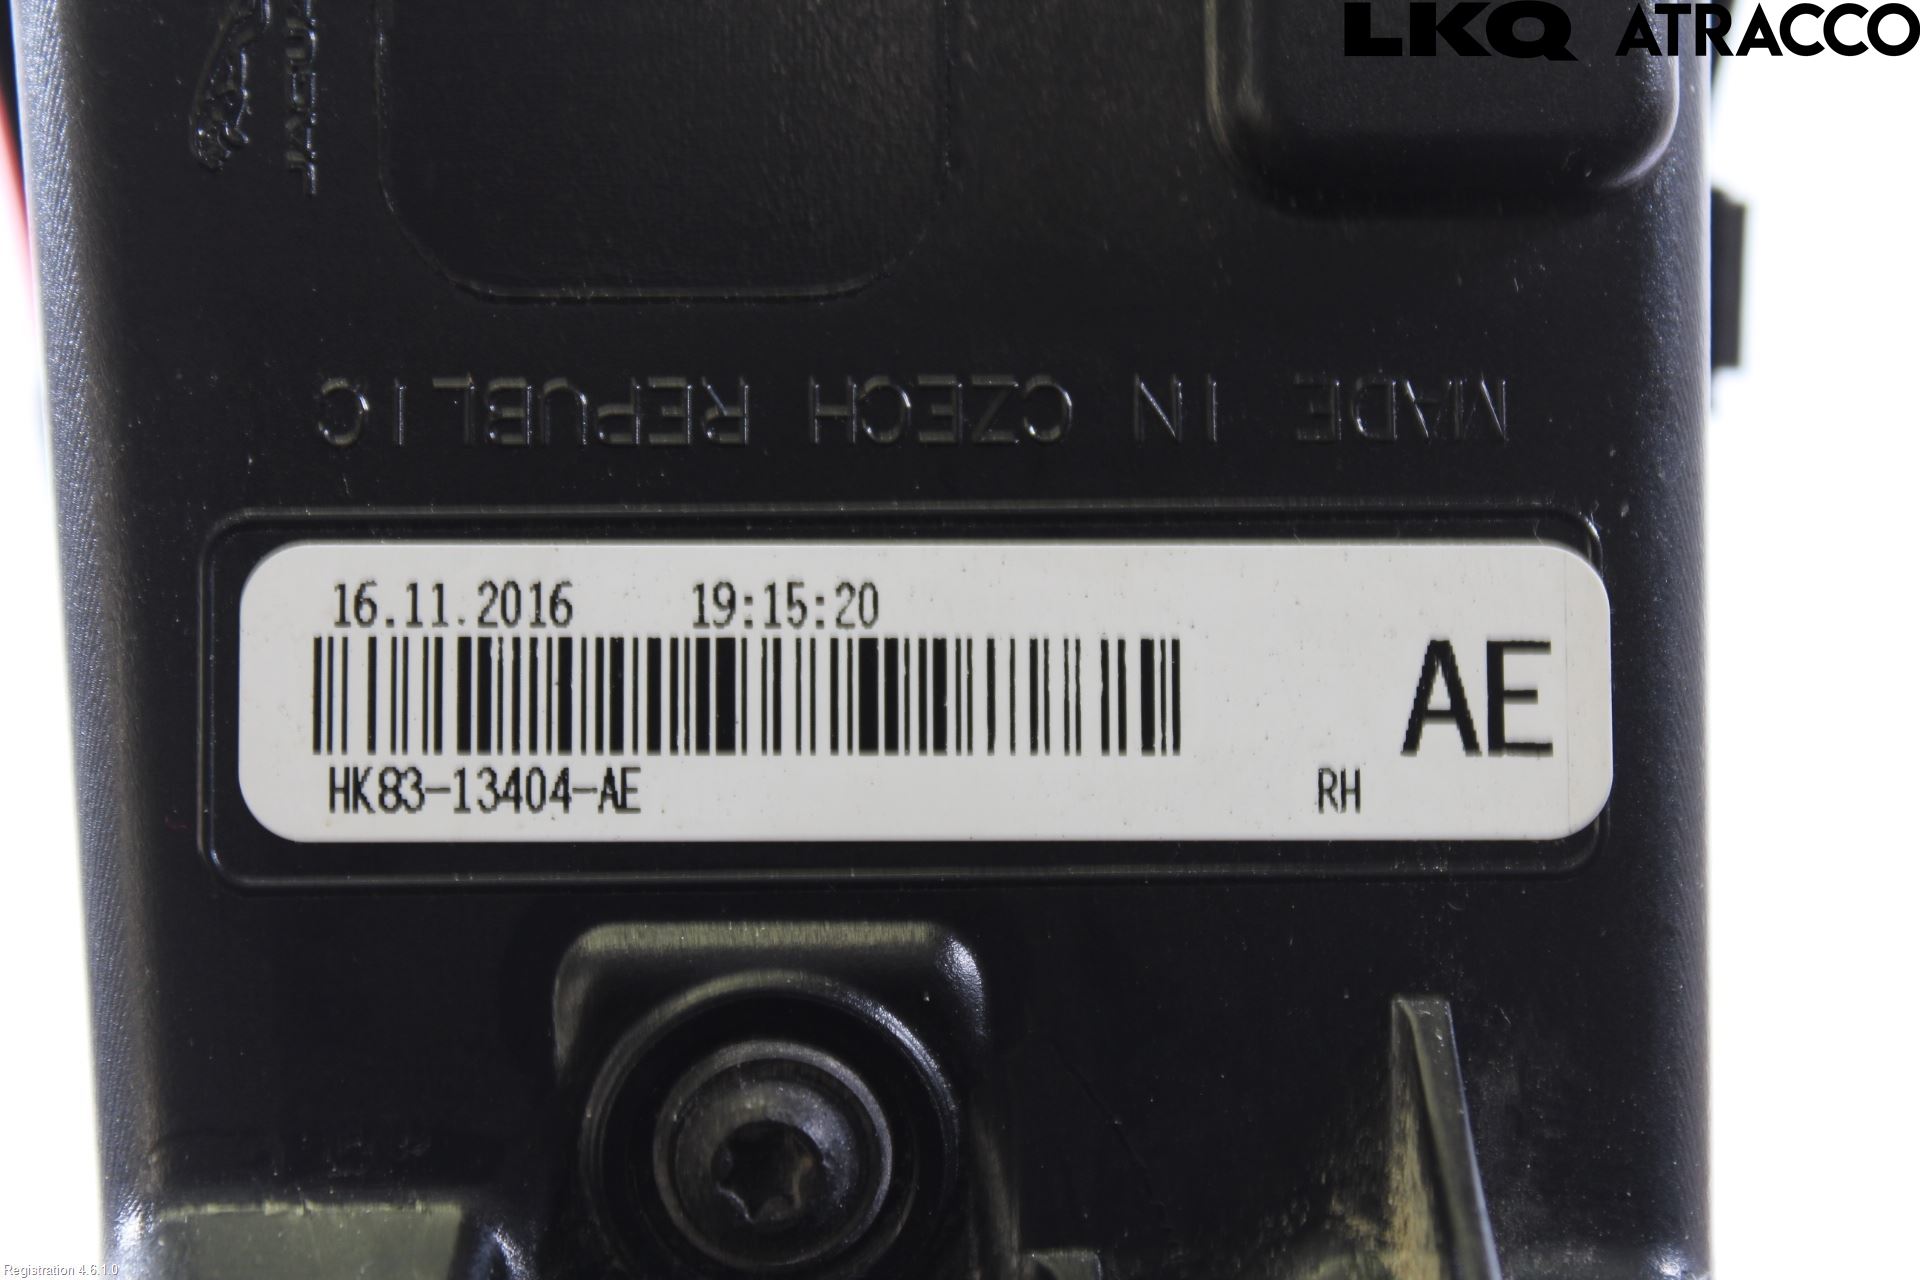 LKQ ATRACCO
JAGUAR
MADE IN CZECH REPUBLIC
16.11.2016 19:15:20
AE
HK83-13404-AE RH
Registration 4.6.1.0